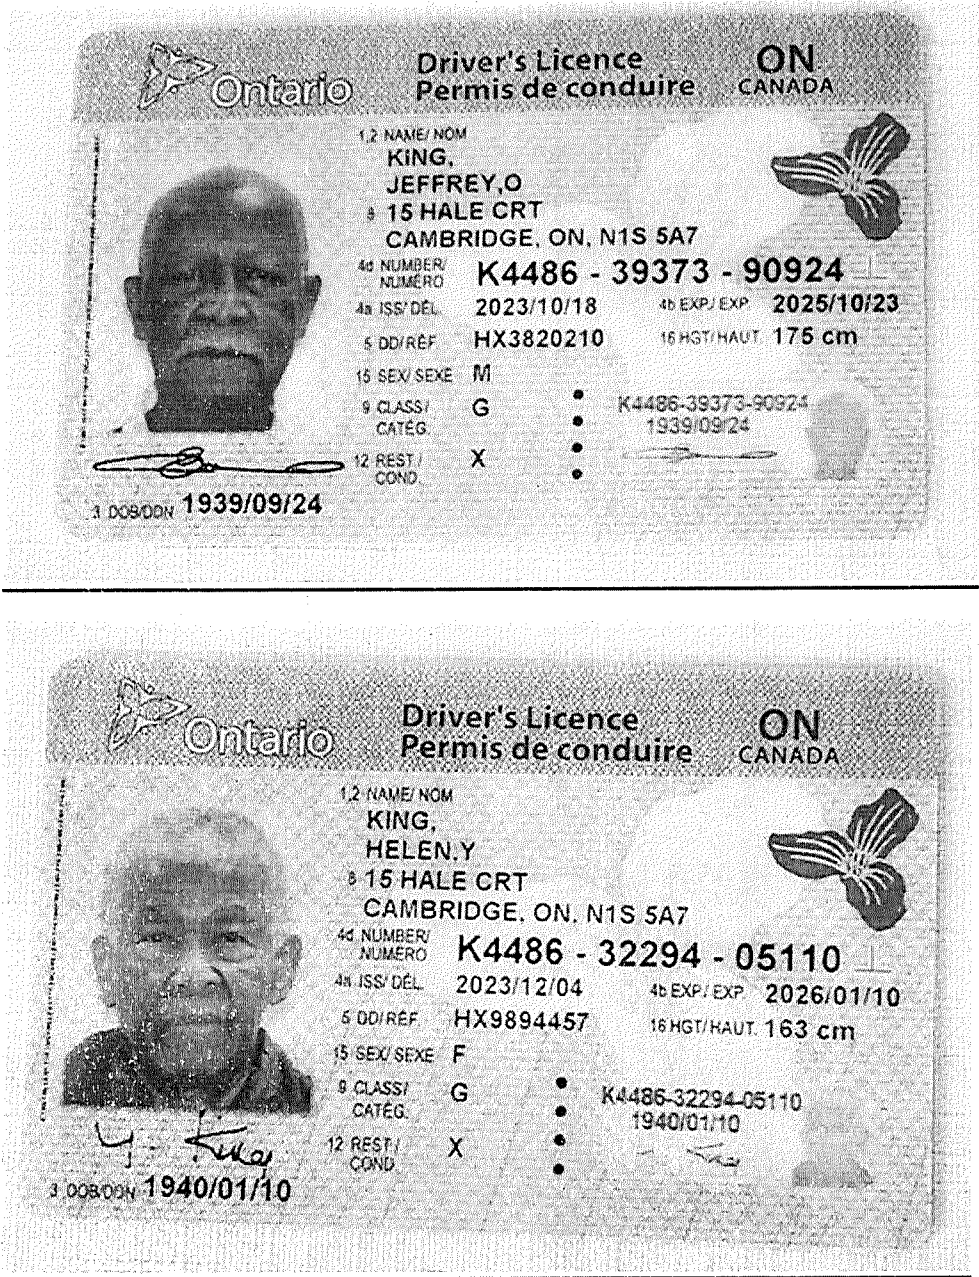 Ontario
Driver's Licence
Permis de conduire
ON
CANADA
1,2 NAME/ NOM
KING,
JEFFREY,O
8 15 HALE CRT
CAMBRIDGE, ON, N1S 5A7
4d NUMBER/ NUMÉRO K4486 - 39373 - 90924
4a ISS/ DÉL. 2023/10/18 4b EXP./ EXP. 2025/10/23
5 DD/RÉF. HX3820210 16 HGT/HAUT. 175 cm
15 SEX/ SEXE M
9 CLASS/ CATÉG. G
K4486-39373-90924
1939/09/24
12 REST./ COND. X
3 DOB/DDN 1939/09/24
Ontario
Driver's Licence
Permis de conduire
ON
CANADA
1,2 NAME/ NOM
KING,
HELEN,Y
8 15 HALE CRT
CAMBRIDGE, ON, N1S 5A7
4d NUMBER/ NUMÉRO K4486 - 32294 - 05110
4a ISS/ DÉL. 2023/12/04 4b EXP./ EXP. 2026/01/10
5 DD/RÉF. HX9894457 16 HGT/HAUT. 163 cm
15 SEX/ SEXE F
9 CLASS/ CATÉG. G
K4486-32294-05110
1940/01/10
12 REST./ COND. X
Y. King
3 DOB/DDN 1940/01/10